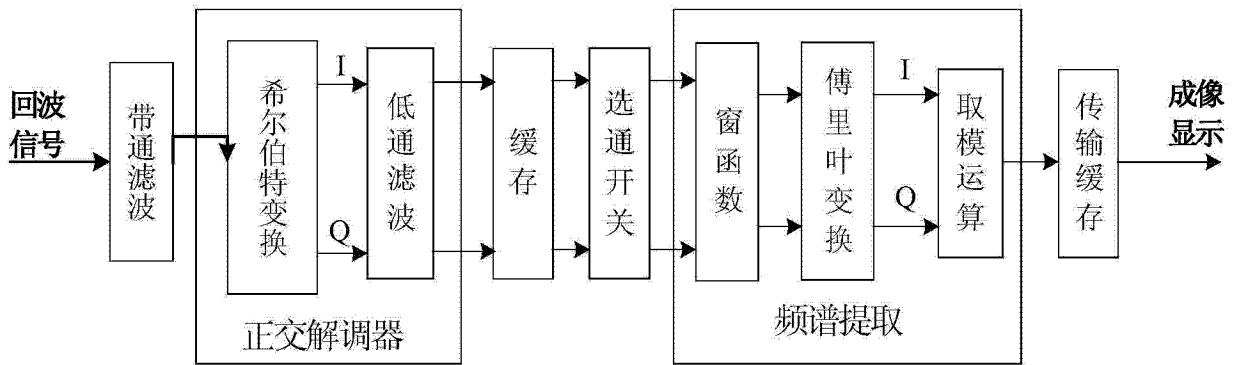 回波
信号
带通滤波
希尔伯特变换
I
Q
低通滤波
正交解调器
缓存
选通开关
窗函数
傅里叶变换
I
Q
取模运算
频谱提取
传输缓存
成像
显示